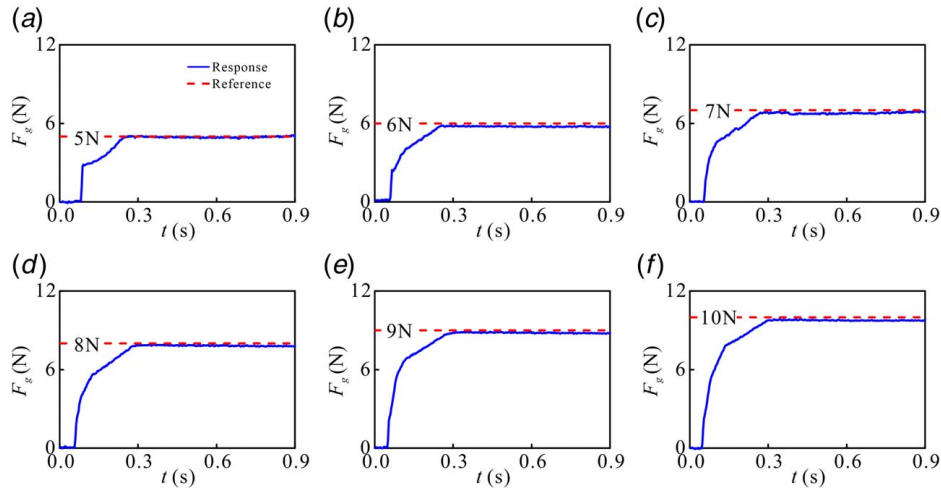 (a)
12
Response
Reference
F_g (N)
6
5N
0
0.0 0.3 0.6 0.9
t (s)
(b)
12
F_g (N)
6
6N
0
0.0 0.3 0.6 0.9
t (s)
(c)
12
7N
F_g (N)
6
0
0.0 0.3 0.6 0.9
t (s)
(d)
12
8N
F_g (N)
6
0
0.0 0.3 0.6 0.9
t (s)
(e)
12
9N
F_g (N)
6
0
0.0 0.3 0.6 0.9
t (s)
(f)
12
10N
F_g (N)
6
0
0.0 0.3 0.6 0.9
t (s)